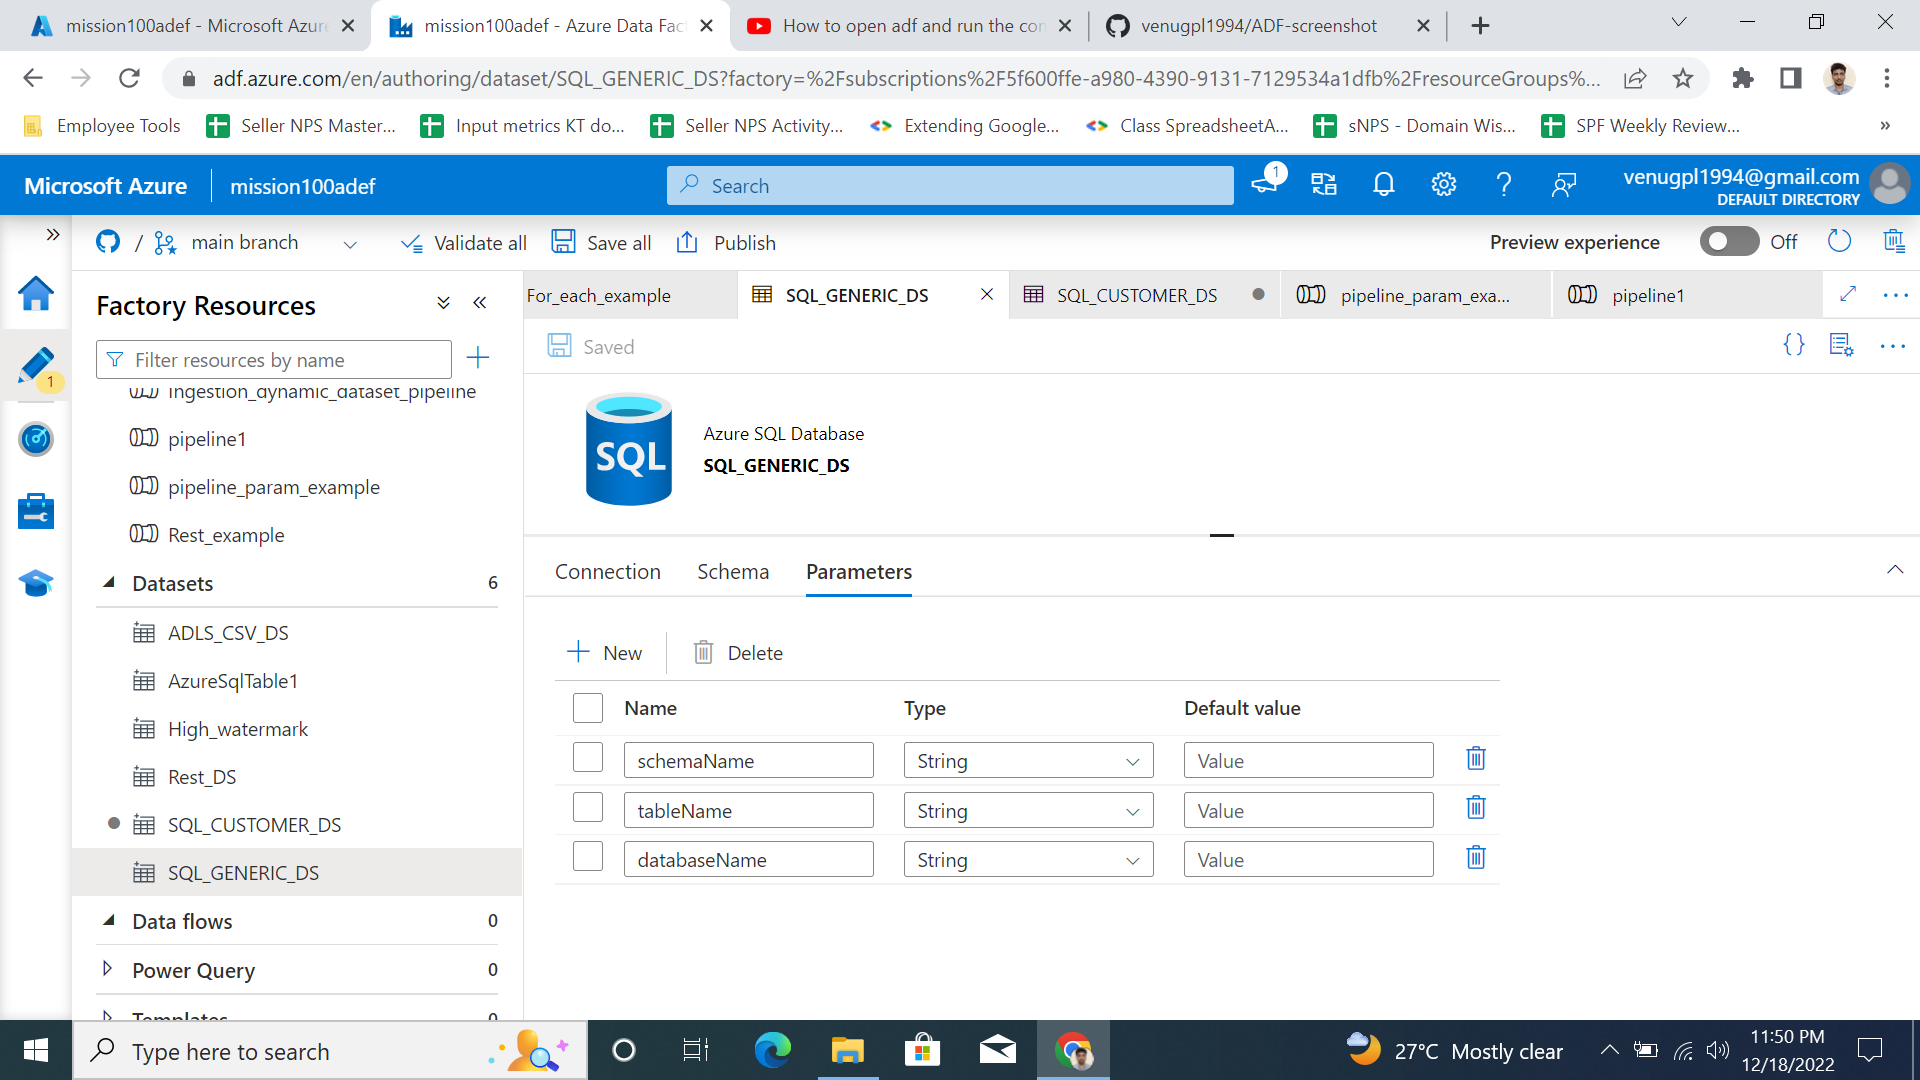 mission100adef - Microsoft Azure
mission100adef - Azure Data Fac
How to open adf and run the con
venugpl1994/ADF-screenshot
adf.azure.com/en/authoring/dataset/SQL_GENERIC_DS?factory=%2Fsubscriptions%2F5f600ffe-a980-4390-9131-7129534a1dfb%2FresourceGroups%...
Employee Tools
Seller NPS Master...
Input metrics KT do...
Seller NPS Activity...
Extending Google...
Class SpreadsheetA...
sNPS - Domain Wis...
SPF Weekly Review...
»
Microsoft Azure
mission100adef
Search
1
venugpl1994@gmail.com
DEFAULT DIRECTORY
/ main branch
Validate all
Save all
Publish
Preview experience
Off
Factory Resources
For_each_example
SQL_GENERIC_DS
SQL_CUSTOMER_DS
pipeline_param_exa...
pipeline1
Filter resources by name
Saved
1
ingestion_dynamic_dataset_pipeline
pipeline1
pipeline_param_example
Rest_example
Datasets 6
ADLS_CSV_DS
AzureSqlTable1
High_watermark
Rest_DS
SQL_CUSTOMER_DS
SQL_GENERIC_DS
Data flows 0
Power Query 0
Templates 0
SQL
Azure SQL Database
SQL_GENERIC_DS
Connection
Schema
Parameters
New
Delete
Name Type Default value
schemaName String Value
tableName String Value
databaseName String Value
Type here to search
27°C Mostly clear
11:50 PM
12/18/2022